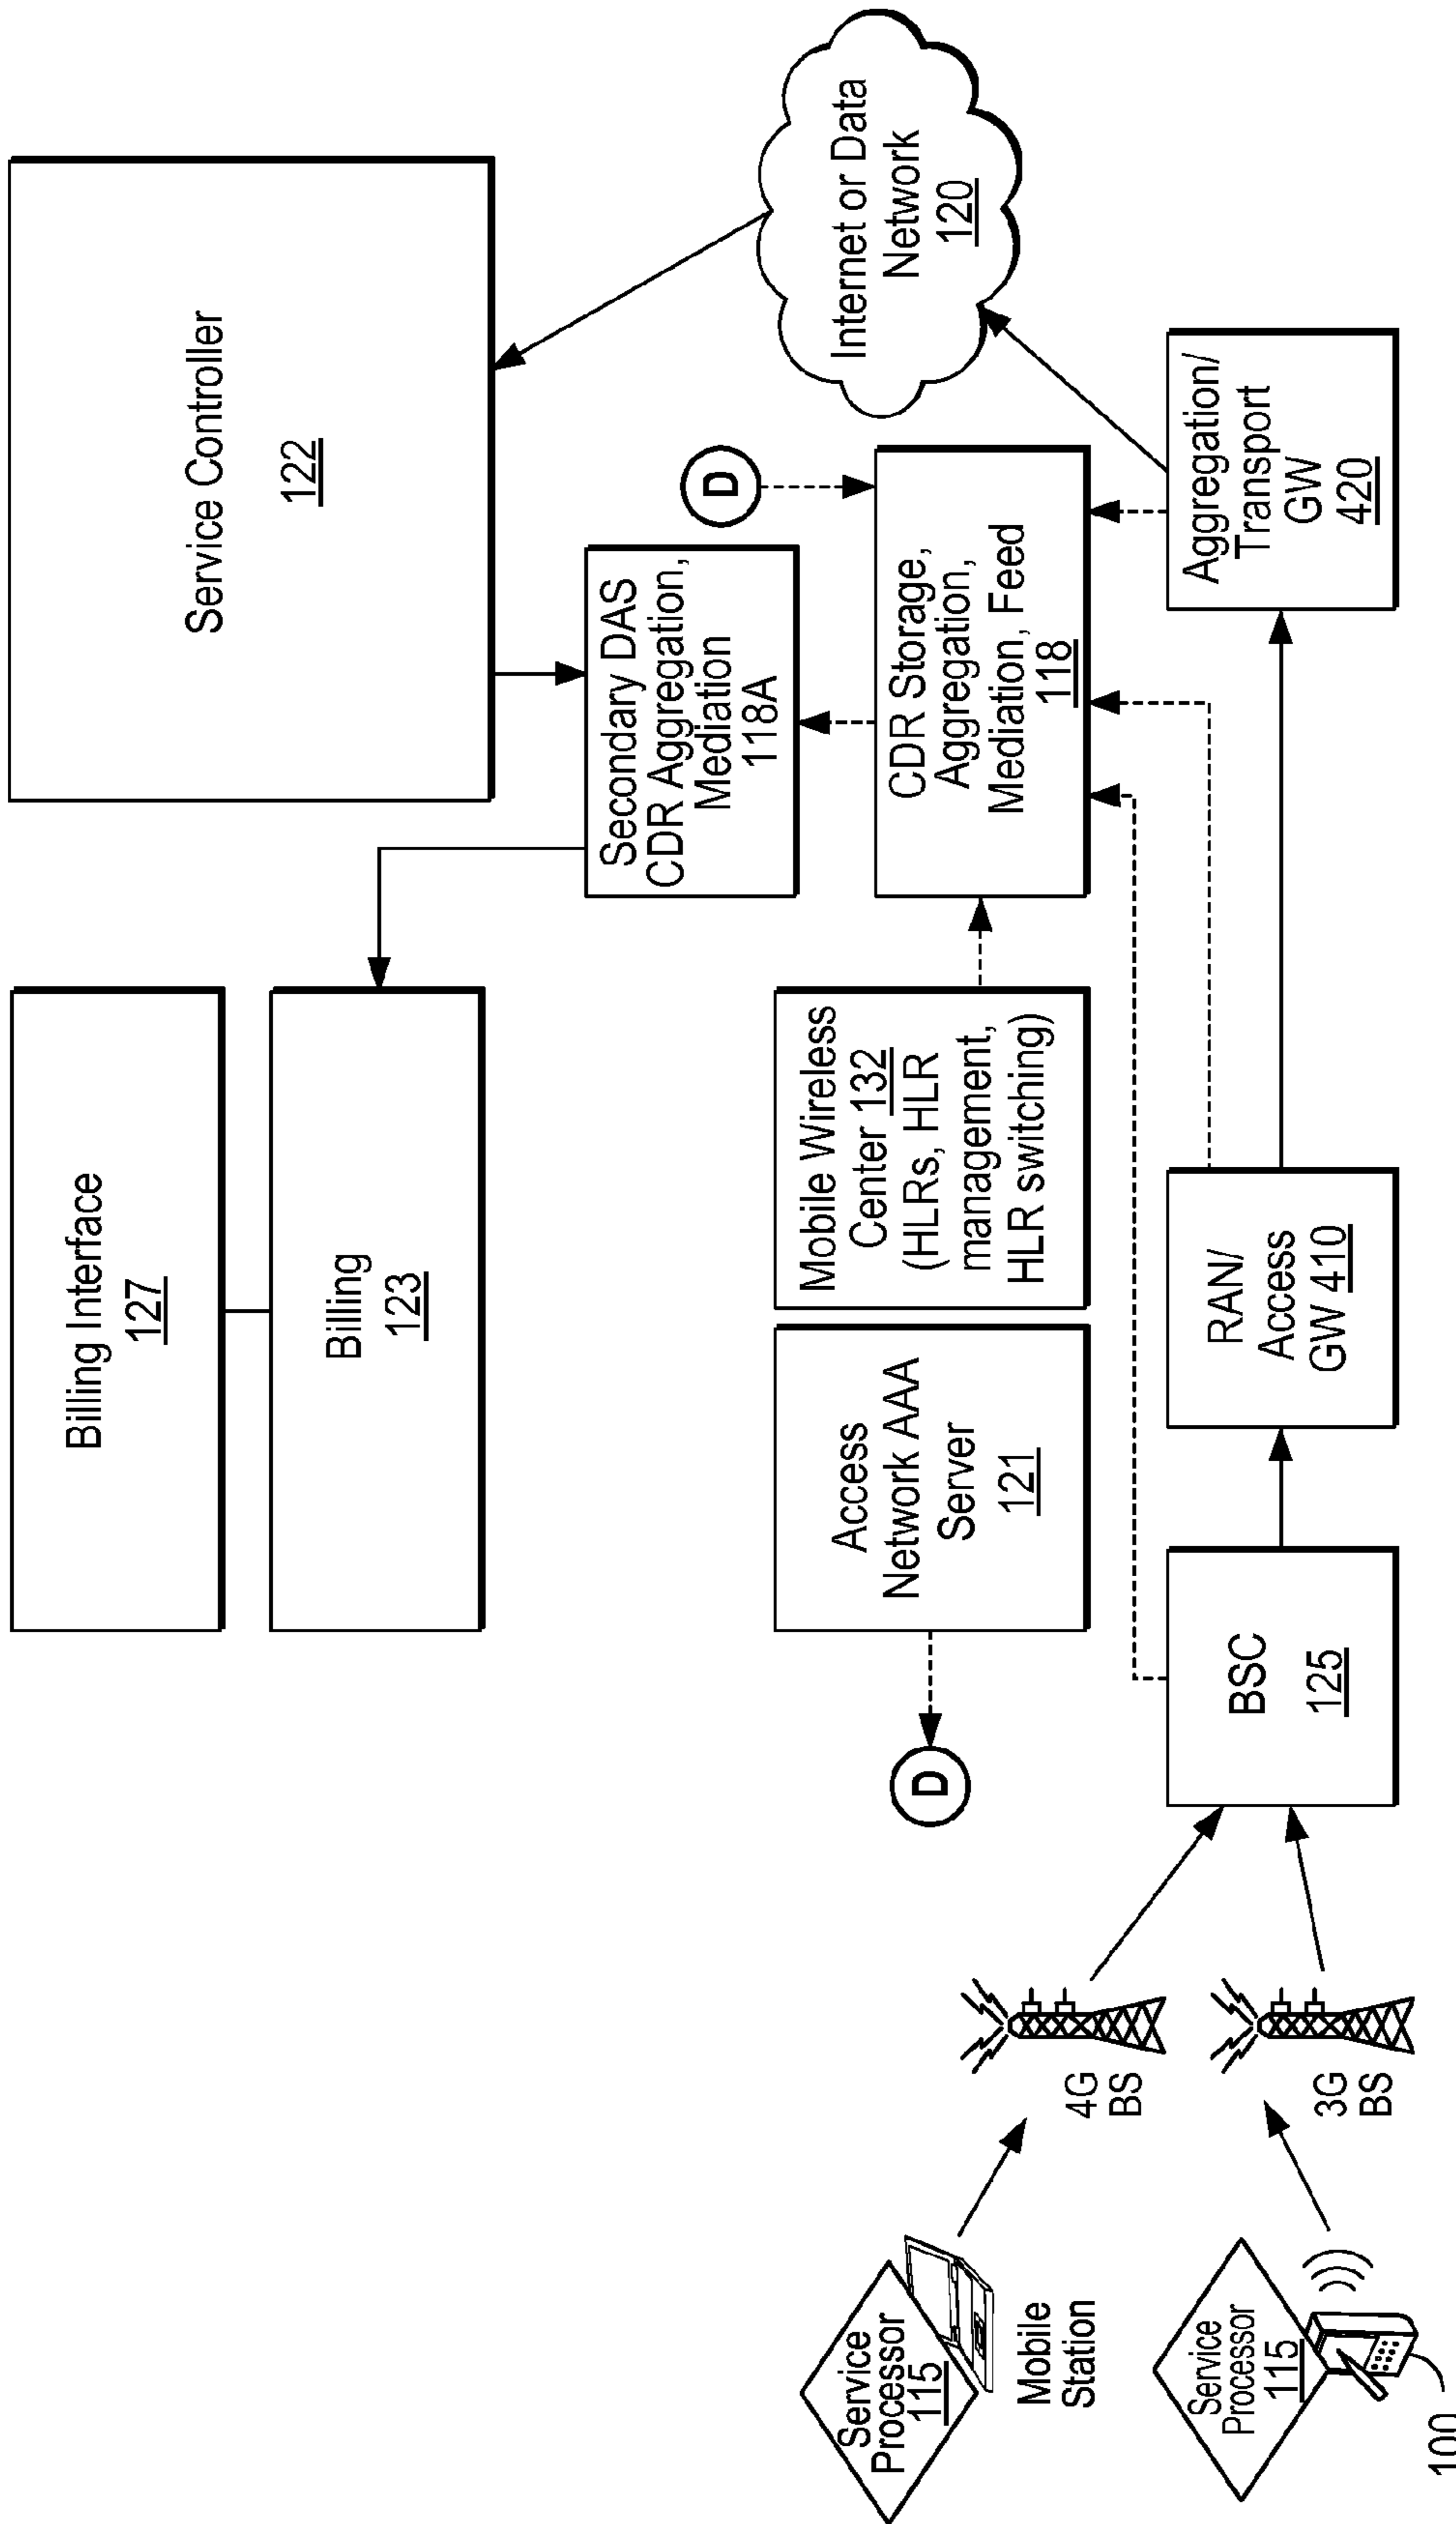 Billing Interface
127
Billing
123
Service Controller
122
Secondary DAS
CDR Aggregation,
Mediation
118A
D
Access
Network AAA
Server
121
D
Mobile Wireless
Center 132
(HLRs, HLR
management,
HLR switching)
CDR Storage,
Aggregation,
Mediation, Feed
118
Internet or Data
Network
120
Service
Processor
115
Mobile
Station
4G
BS
Service
Processor
115
100
3G
BS
BSC
125
RAN/
Access
GW 410
Aggregation/
Transport
GW
420